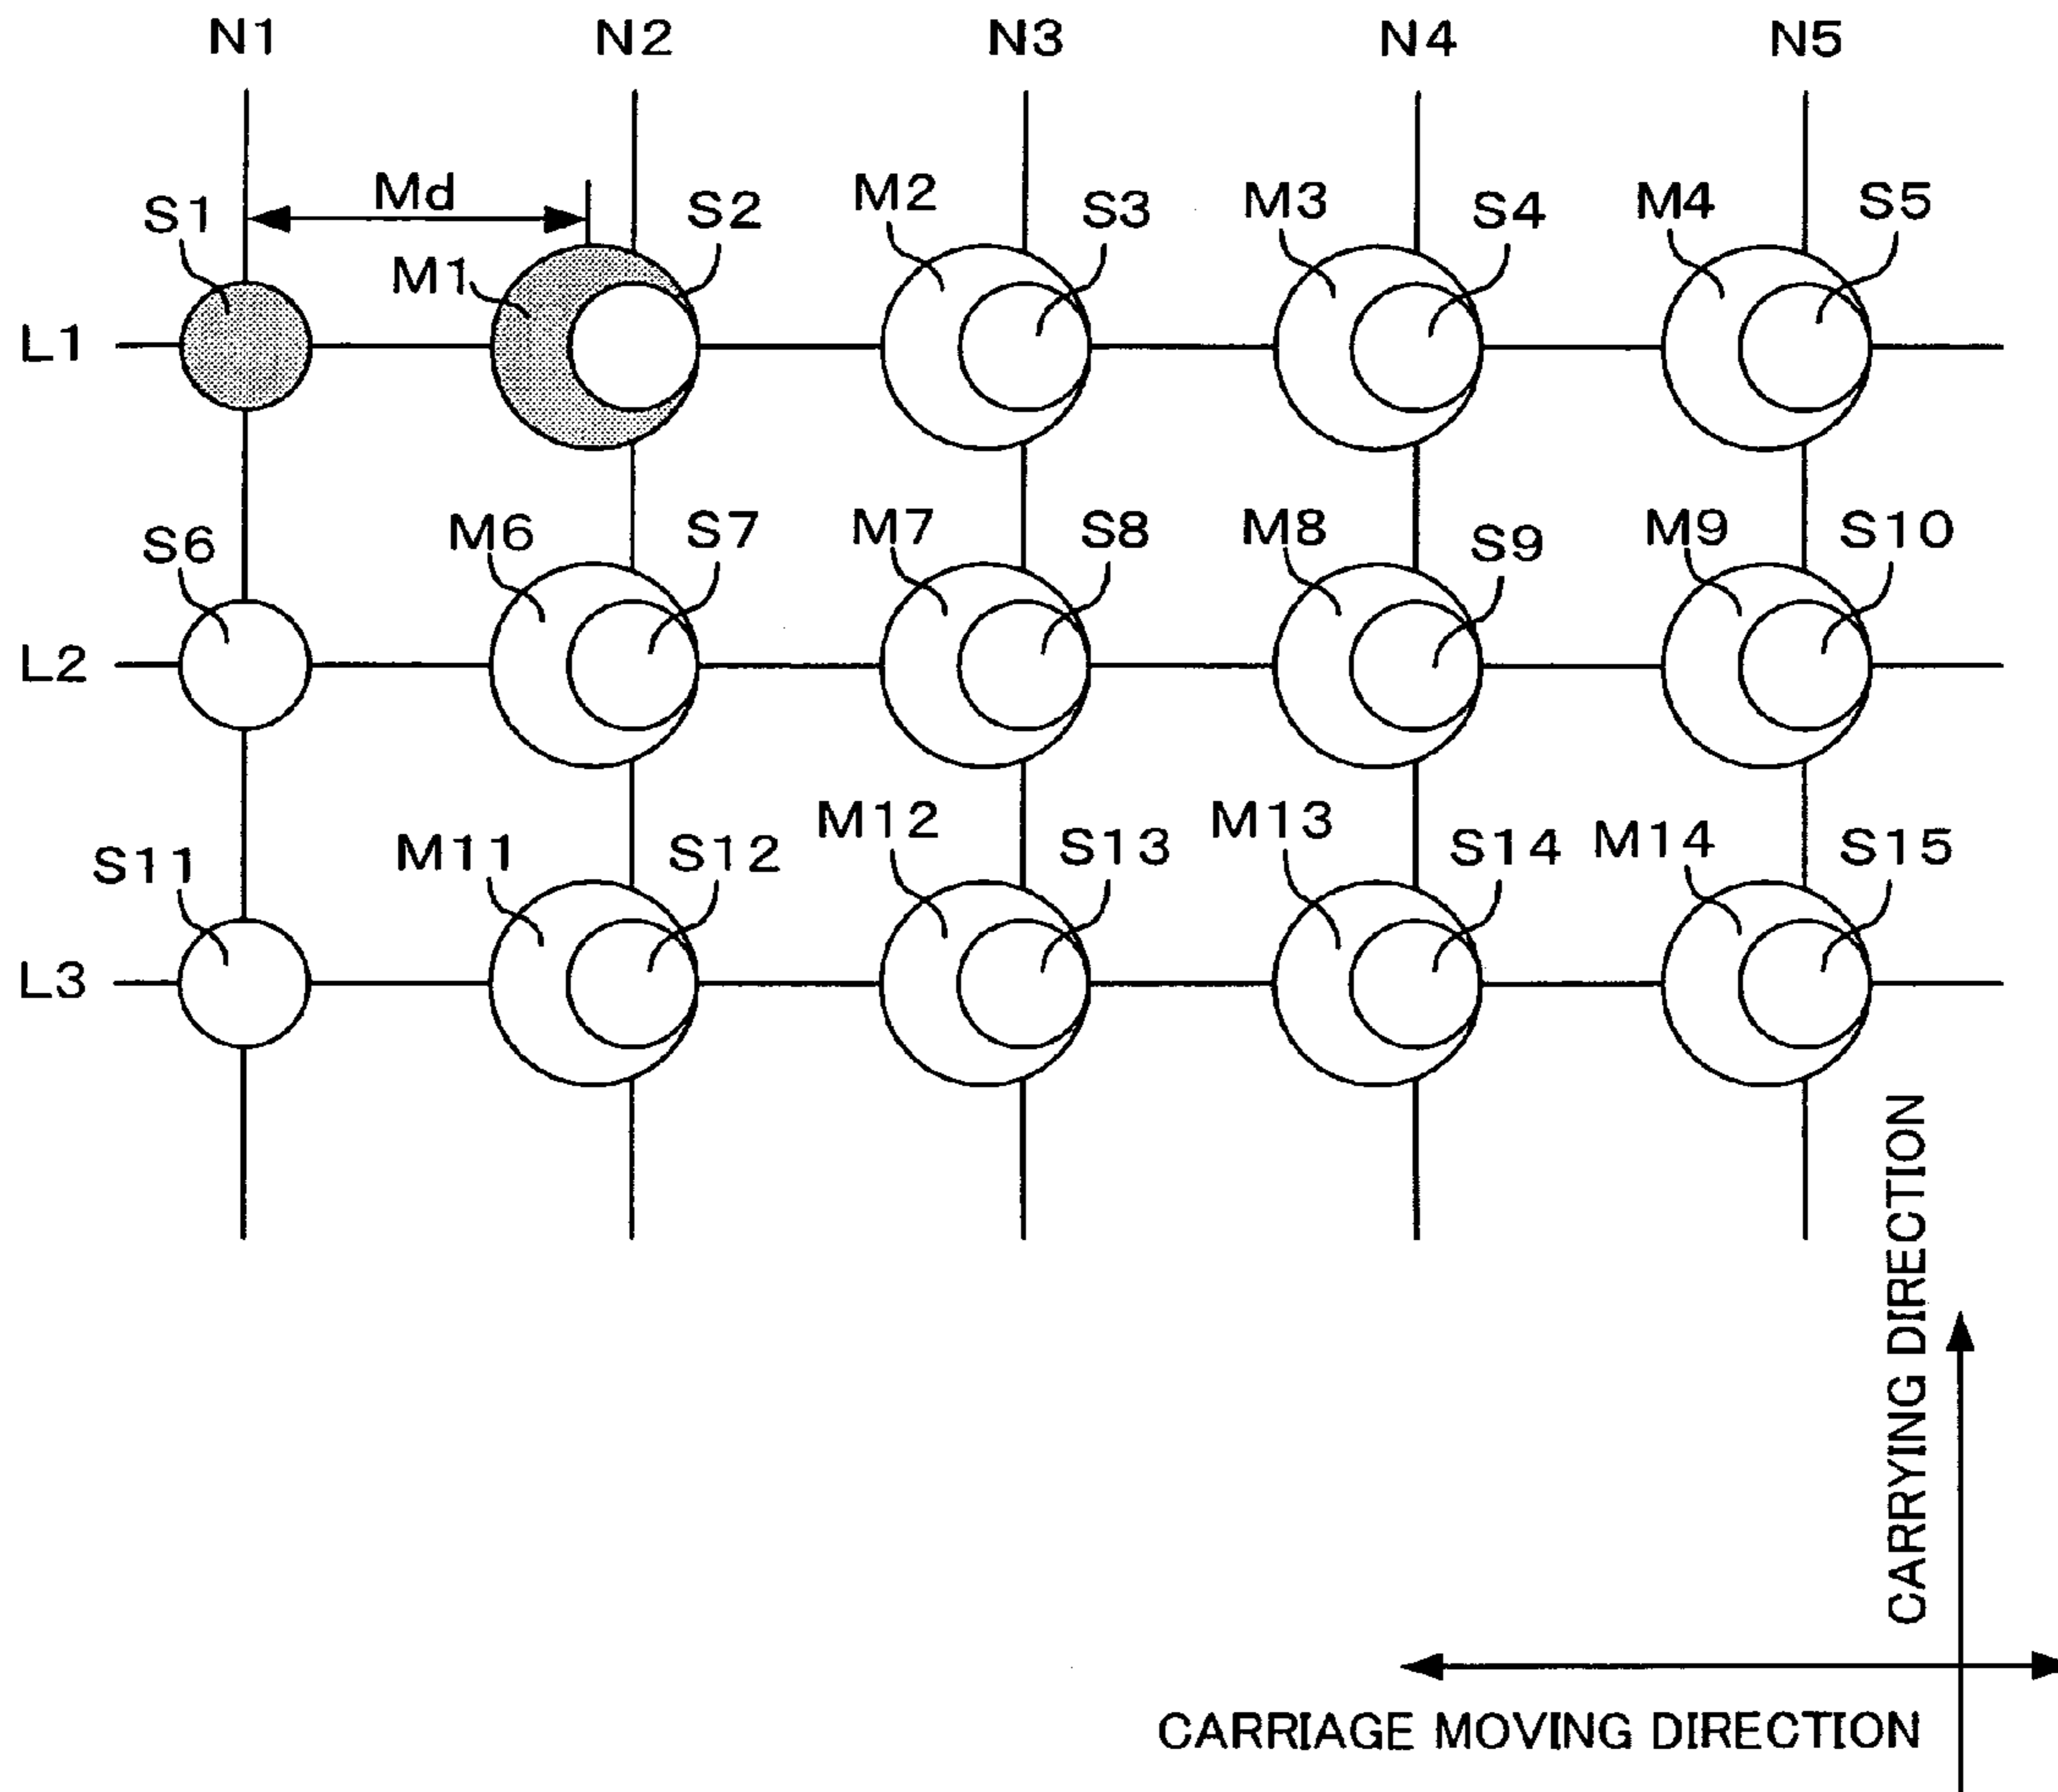 N1 N2 N3 N4 N5
Md
S1 M1 S2 M2 S3 M3 S4 M4 S5
L1
S6 M6 S7 M7 S8 M8 S9 M9 S10
L2
S11 M11 S12 M12 S13 M13 S14 M14 S15
L3
CARRYING DIRECTION
CARRIAGE MOVING DIRECTION